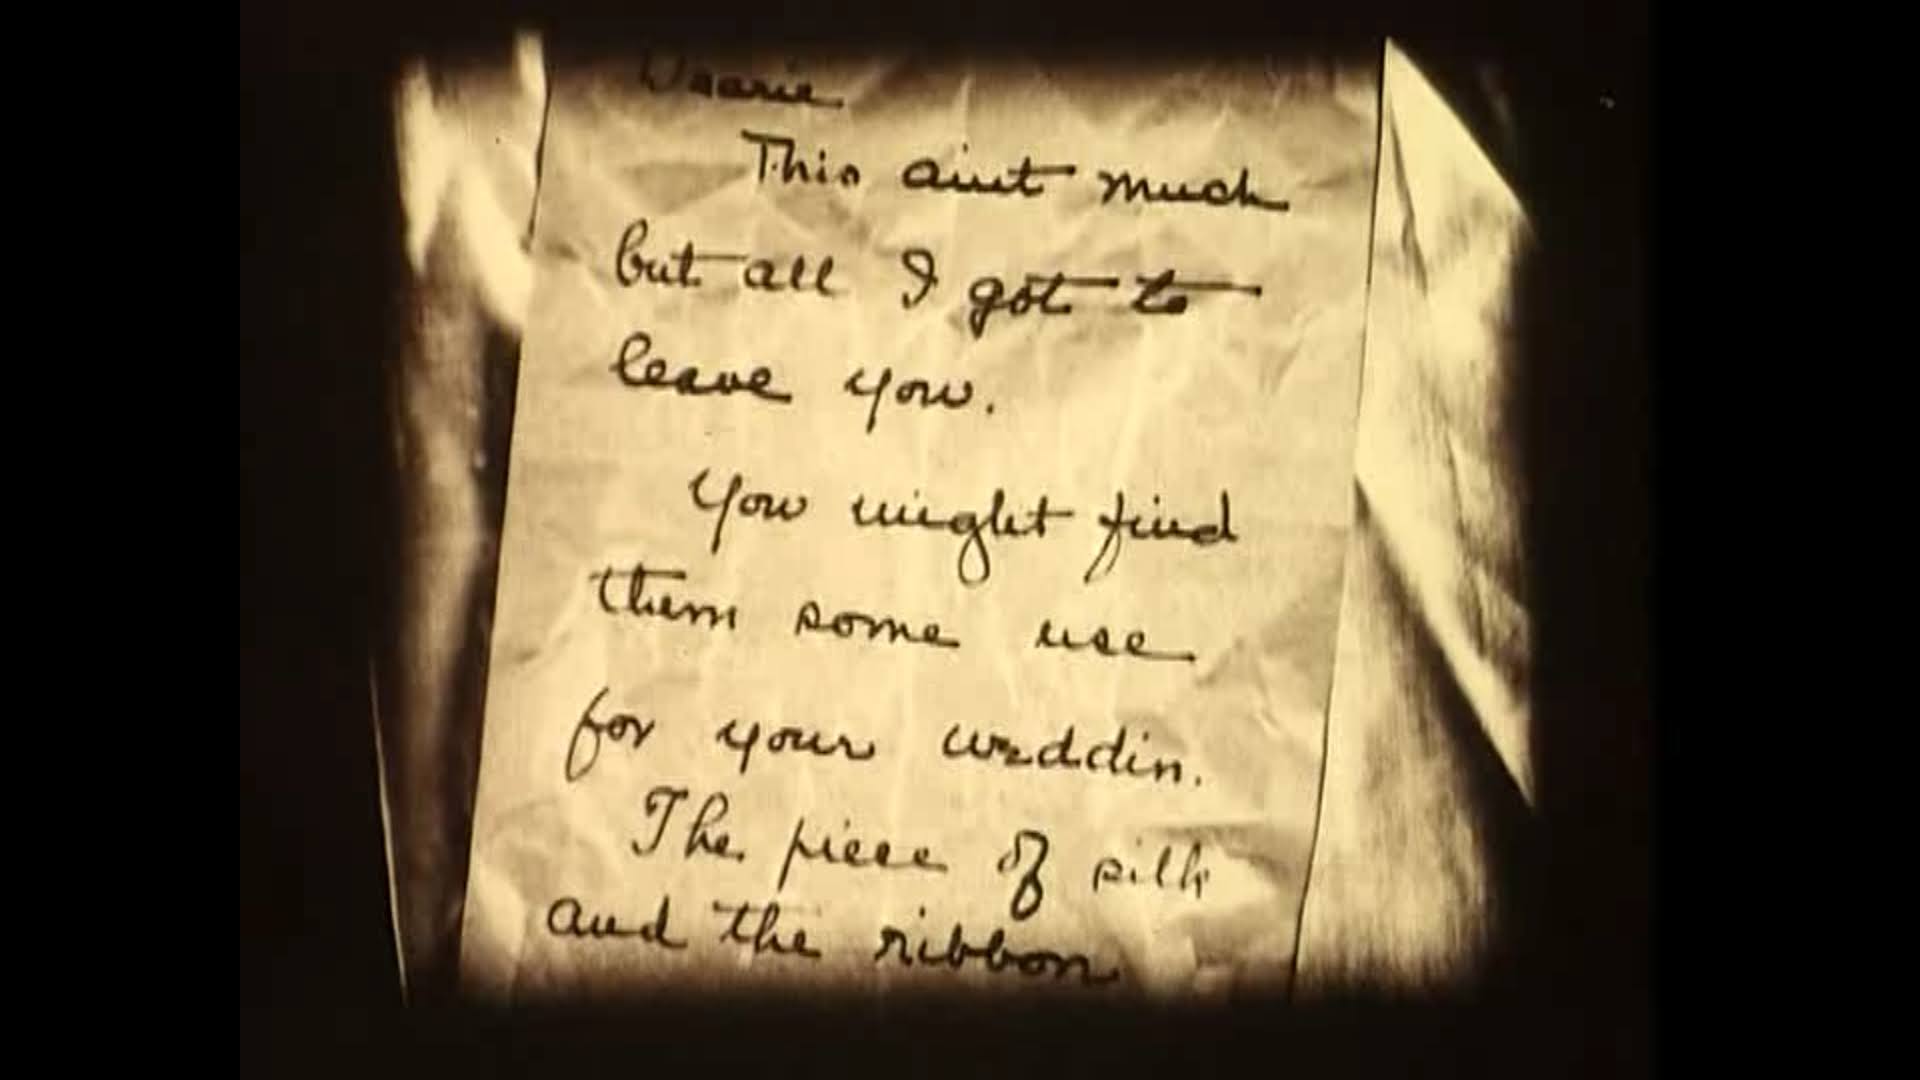 Dearie
This aint much
but all I got to
leave you.
You might find
them some use
for your weddin.
The piece of silk
and the ribbon